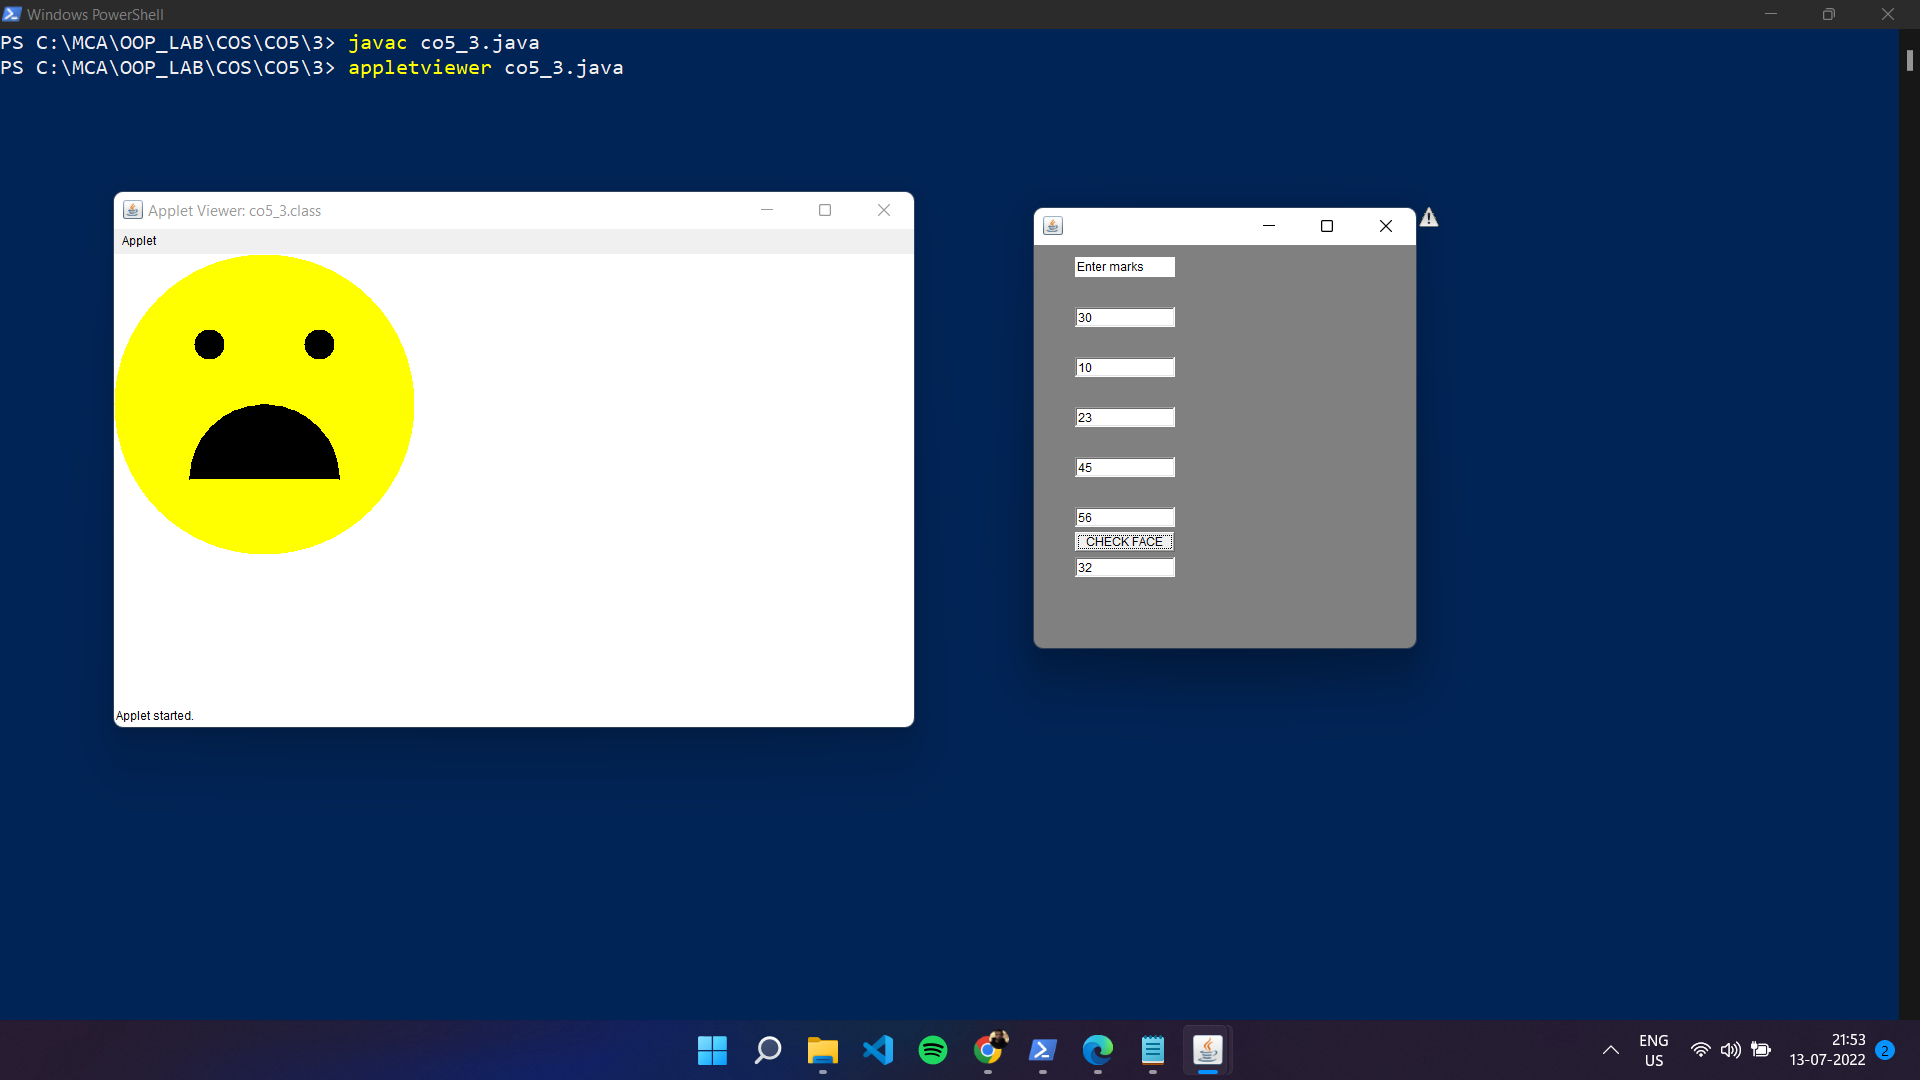 Windows PowerShell
PS C:\MCA\OOP_LAB\COS\CO5\3> javac co5_3.java
PS C:\MCA\OOP_LAB\COS\CO5\3> appletviewer co5_3.java
Applet Viewer: co5_3.class
Applet
Applet started.
Enter marks
30
10
23
45
56
CHECK FACE
32
ENG
US
21:53
13-07-2022
2